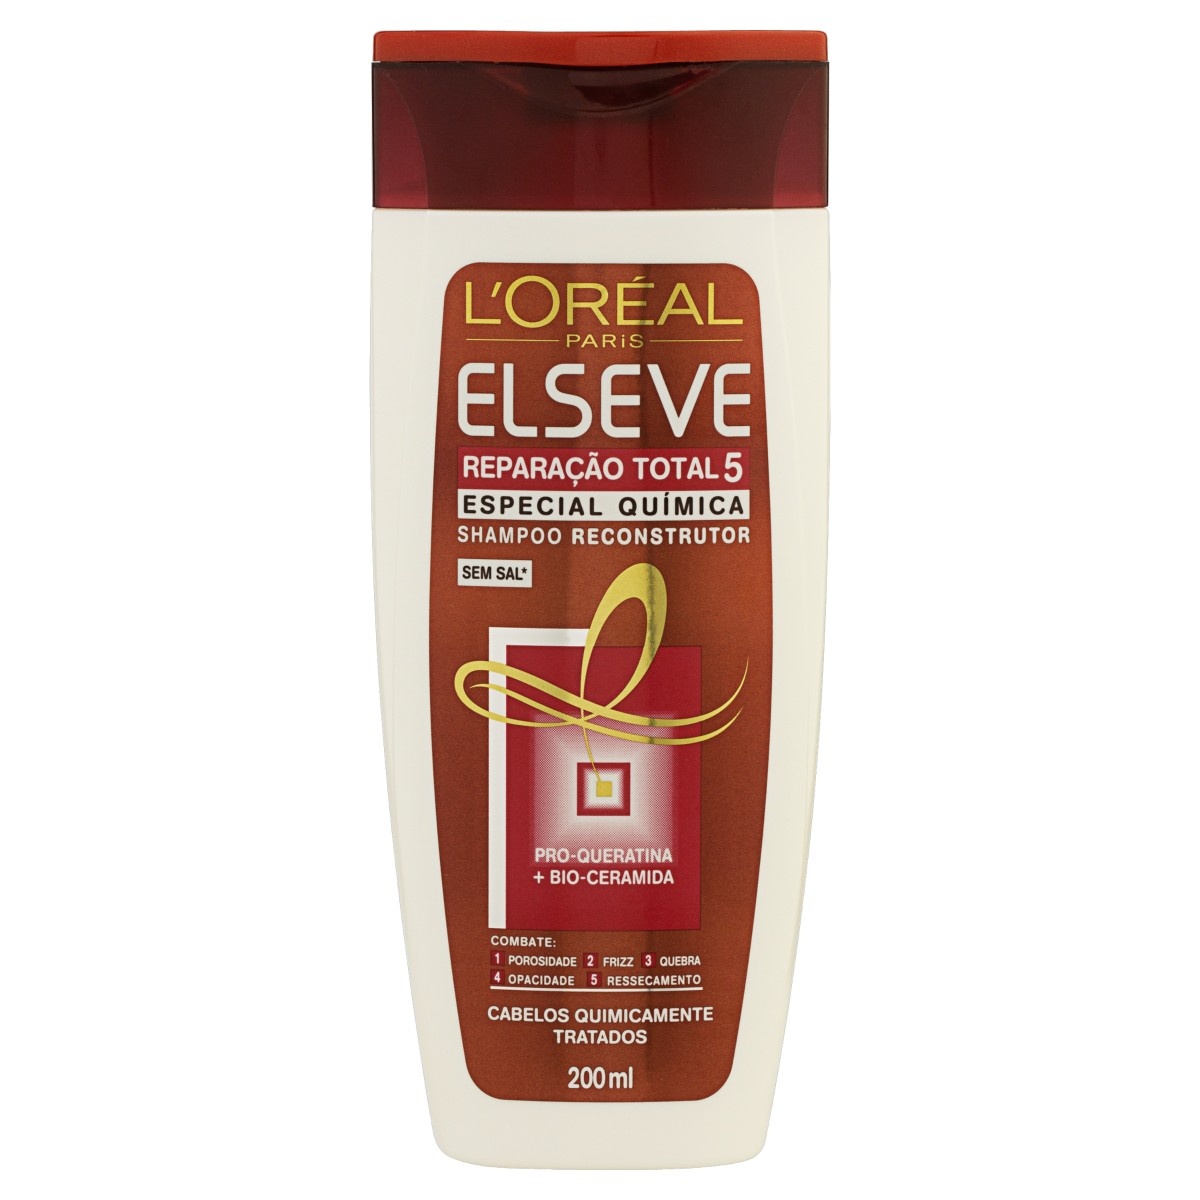 L'ORÉAL
PARiS
ELSEVE
REPARAÇÃO TOTAL 5
ESPECIAL QUÍMICA
SHAMPOO RECONSTRUTOR
SEM SAL*
PRO-QUERATINA
+ BIO-CERAMIDA
COMBATE:
1 POROSIDADE 2 FRIZZ 3 QUEBRA
4 OPACIDADE 5 RESSECAMENTO
CABELOS QUIMICAMENTE
TRATADOS
200ml